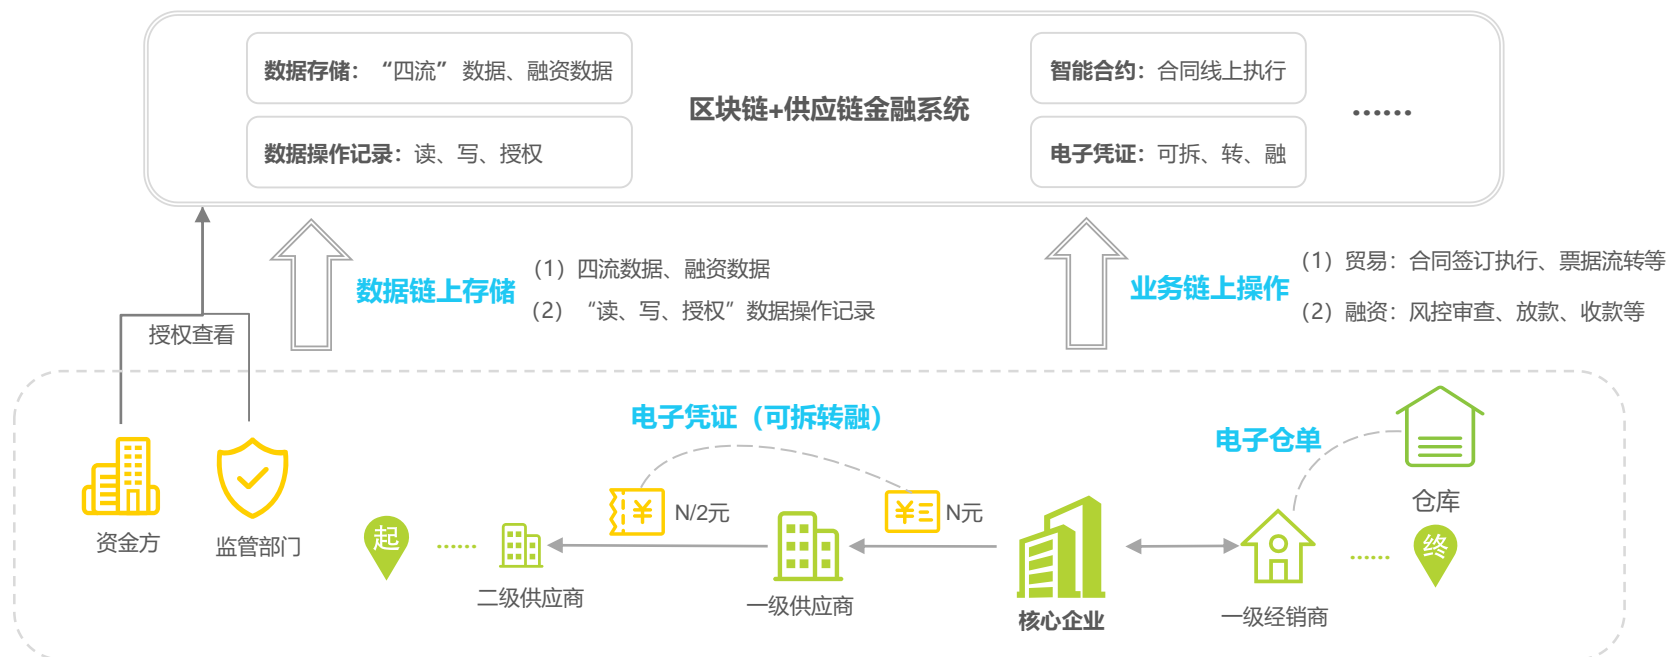 数据存储：“四流”数据、融资数据
数据操作记录：读、写、授权
区块链+供应链金融系统
智能合约：合同线上执行
电子凭证：可拆、转、融
......
授权查看
数据链上存储
（1）四流数据、融资数据
（2）“读、写、授权”数据操作记录
业务链上操作
（1）贸易：合同签订执行、票据流转等
（2）融资：风控审查、放款、收款等
电子凭证（可拆转融）
电子仓单
仓库
资金方
监管部门
起
......
二级供应商
¥
N/2元
一级供应商
¥
N元
核心企业
一级经销商
......
终